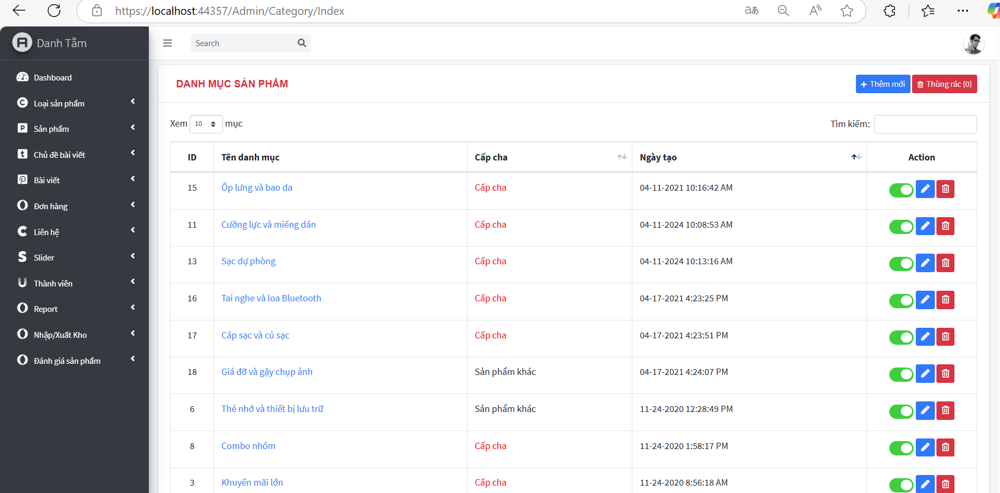 https://localhost:44357/Admin/Category/Index
aあ
A
A Danh Tằm
Search
Dashboard
C Loại sản phẩm
P Sản phẩm
t Chủ đề bài viết
Bài viết
Đơn hàng
Liên hệ
S Slider
Thành viên
Report
Nhập/Xuất Kho
Đánh giá sản phẩm
DANH MỤC SẢN PHẨM
+ Thêm mới
Thùng rác (0)
Xem 10 mục
Tìm kiếm:
ID Tên danh mục Cấp cha Ngày tạo Action
15 Ốp lưng và bao da Cấp cha 04-11-2021 10:16:42 AM
11 Cường lực và miếng dán Cấp cha 04-11-2024 10:08:53 AM
13 Sạc dự phòng Cấp cha 04-11-2024 10:13:16 AM
16 Tai nghe và loa Bluetooth Cấp cha 04-17-2021 4:23:25 PM
17 Cáp sạc và củ sạc Cấp cha 04-17-2021 4:23:51 PM
18 Giá đỡ và gậy chụp ảnh Sản phẩm khác 04-17-2021 4:24:07 PM
6 Thẻ nhớ và thiết bị lưu trữ Sản phẩm khác 11-24-2020 12:28:49 PM
8 Combo nhóm Cấp cha 11-24-2020 1:58:17 PM
3 Khuyến mãi lớn Cấp cha 11-24-2020 8:56:18 AM